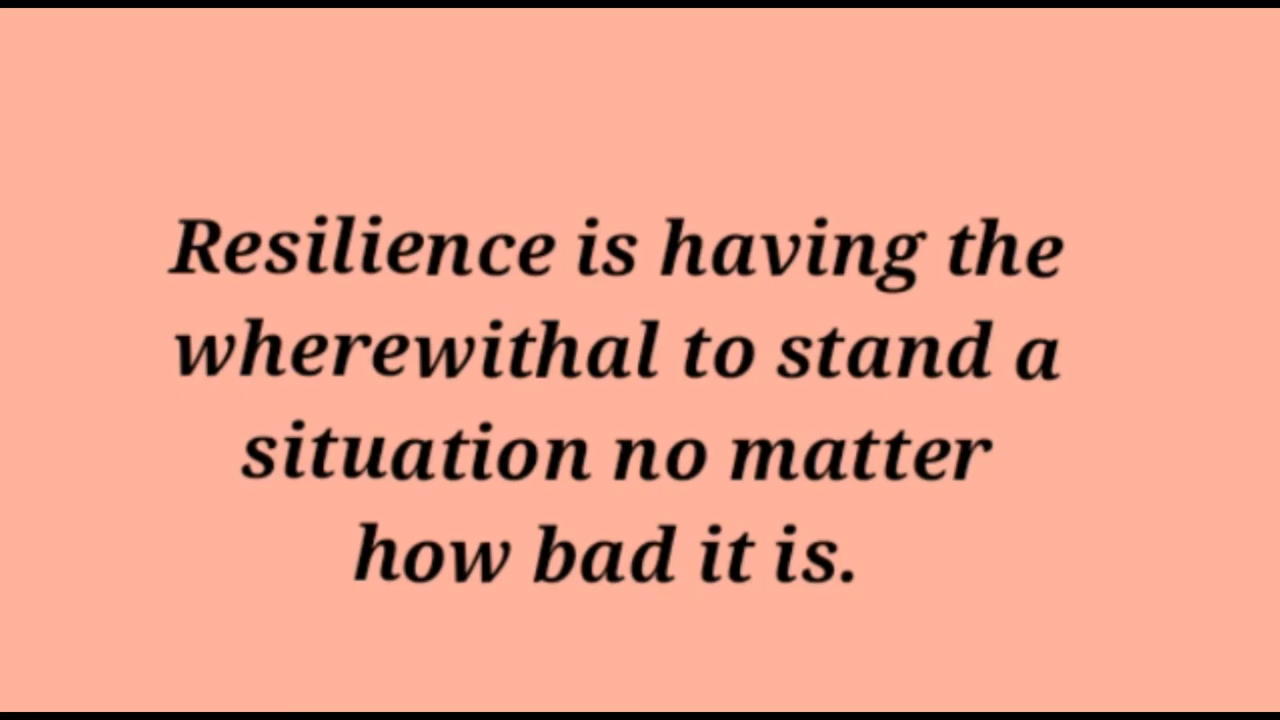 Resilience is having the
wherewithal to stand a
situation no matter
how bad it is.